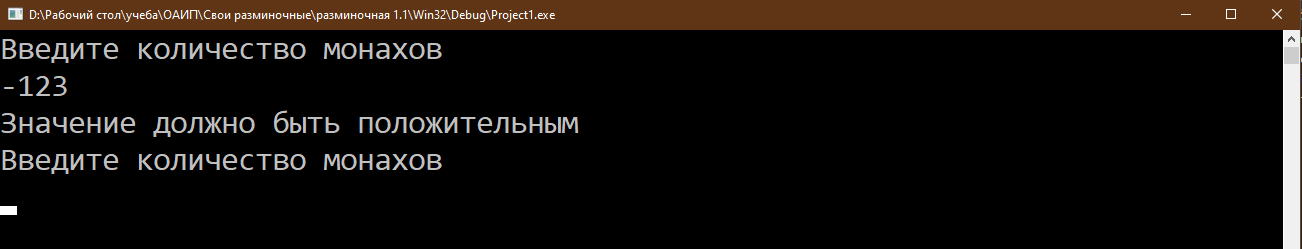 D:\Рабочий стол\учеба\ОАИП\Свои разминочные\разминочная 1.1\Win32\Debug\Project1.exe
Введите количество монахов
-123
Значение должно быть положительным
Введите количество монахов